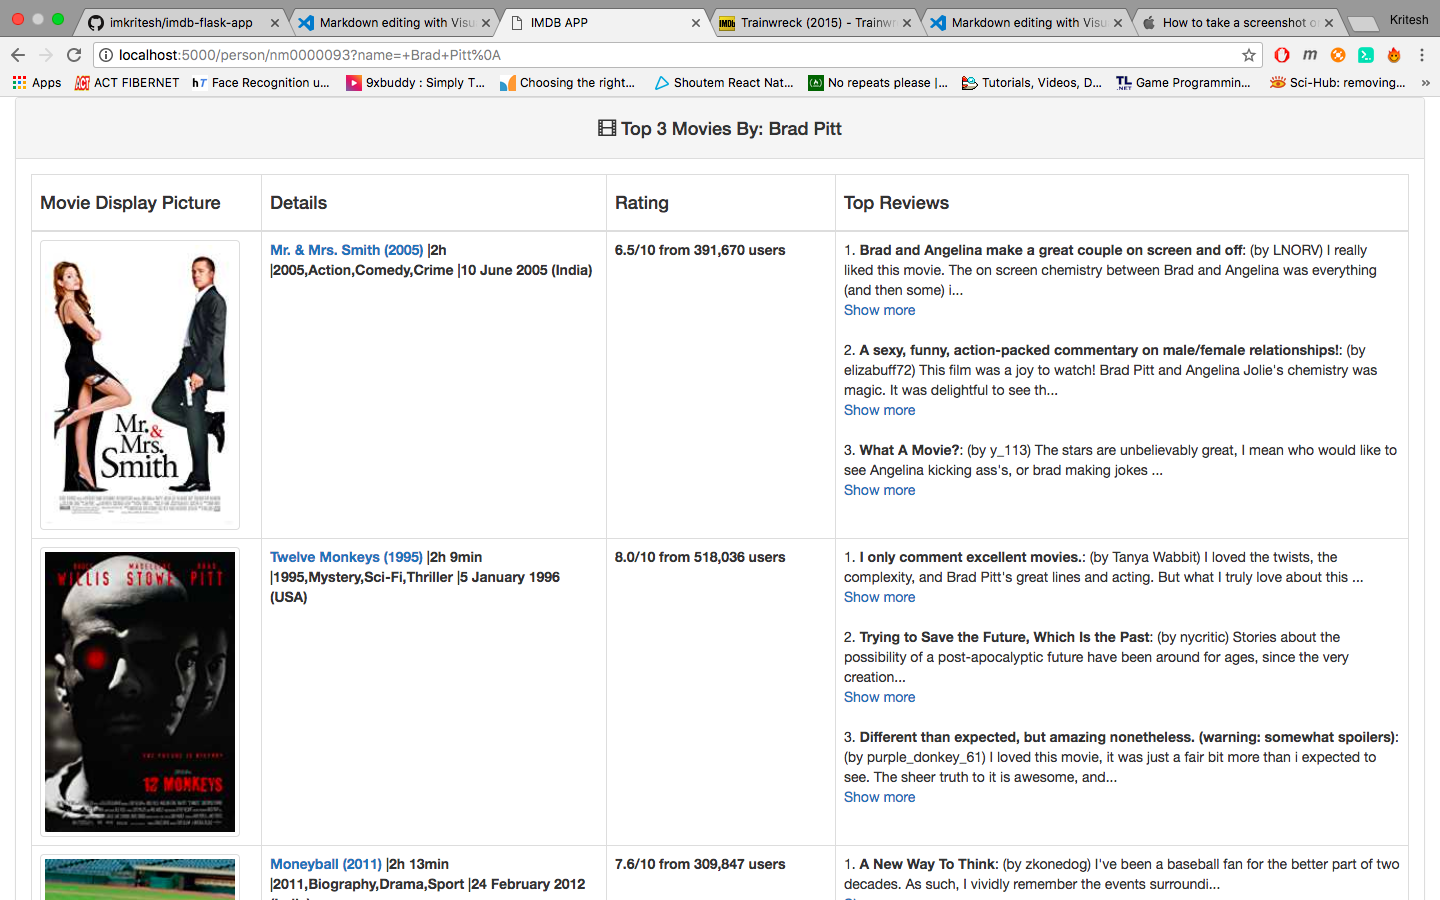 imkritesh/imdb-flask-app
Markdown editing with Visu
IMDB APP
Trainwreck (2015) - Trainwr
Markdown editing with Visu
How to take a screenshot o
Kritesh
localhost:5000/person/nm0000093?name=+Brad+Pitt%0A
Apps
ACT FIBERNET
Face Recognition u...
9xbuddy : Simply T...
Choosing the right...
Shoutem React Nat...
No repeats please |...
Tutorials, Videos, D...
Game Programmin...
Sci-Hub: removing...
»
Top 3 Movies By: Brad Pitt
Movie Display Picture
Details
Rating
Top Reviews
Mr. &
Mrs.
Smith
Mr. & Mrs. Smith (2005) |2h
|2005,Action,Comedy,Crime |10 June 2005 (India)
6.5/10 from 391,670 users
1. Brad and Angelina make a great couple on screen and off: (by LNORV) I really
liked this movie. The on screen chemistry between Brad and Angelina was everything
(and then some) i...
Show more
2. A sexy, funny, action-packed commentary on male/female relationships!: (by
elizabuff72) This film was a joy to watch! Brad Pitt and Angelina Jolie's chemistry was
magic. It was delightful to see th...
Show more
3. What A Movie?: (by y_113) The stars are unbelievably great, I mean who would like to
see Angelina kicking ass's, or brad making jokes ...
Show more
WILLIS STOWE PITT
THE FUTURE IS HISTORY
12 MONKEYS
Twelve Monkeys (1995) |2h 9min
|1995,Mystery,Sci-Fi,Thriller |5 January 1996
(USA)
8.0/10 from 518,036 users
1. I only comment excellent movies.: (by Tanya Wabbit) I loved the twists, the
complexity, and Brad Pitt's great lines and acting. But what I truly love about this ...
Show more
2. Trying to Save the Future, Which Is the Past: (by nycritic) Stories about the
possibility of a post-apocalyptic future have been around for ages, since the very
creation...
Show more
3. Different than expected, but amazing nonetheless. (warning: somewhat spoilers):
(by purple_donkey_61) I loved this movie, it was just a fair bit more than i expected to
see. The sheer truth to it is awesome, and...
Show more
Moneyball (2011) |2h 13min
|2011,Biography,Drama,Sport |24 February 2012
7.6/10 from 309,847 users
1. A New Way To Think: (by zkonedog) I've been a baseball fan for the better part of two
decades. As such, I vividly remember the events surroundi...